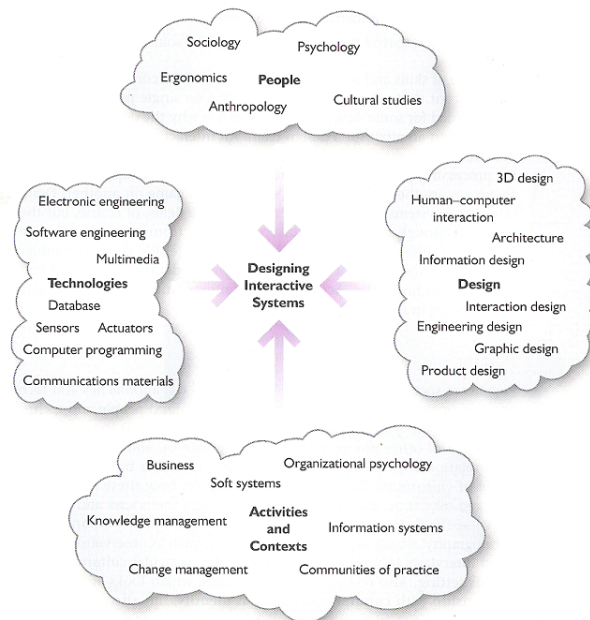 Sociology
Psychology
Ergonomics
People
Anthropology
Cultural studies
Electronic engineering
Software engineering
Multimedia
Technologies
Database
Sensors
Actuators
Computer programming
Communications materials
Designing
Interactive
Systems
3D design
Human–computer
interaction
Architecture
Information design
Design
Interaction design
Engineering design
Graphic design
Product design
Business
Organizational psychology
Soft systems
Knowledge management
Activities
and
Contexts
Information systems
Change management
Communities of practice